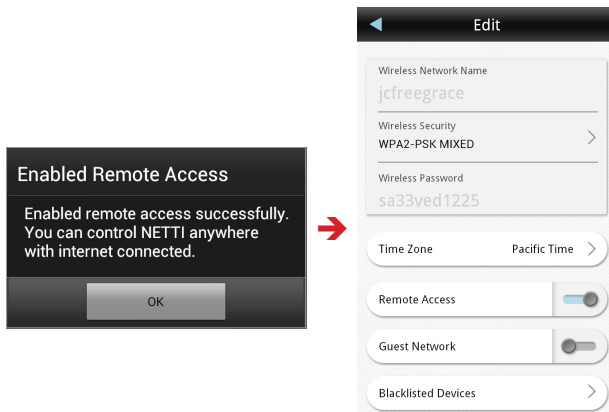 Enabled Remote Access
Enabled remote access successfully.
You can control NETTI anywhere
with internet connected.
OK
Edit
Wireless Network Name
jcfreegrace
Wireless Security
WPA2-PSK MIXED
Wireless Password
sa33ved1225
Time Zone Pacific Time
Remote Access
Guest Network
Blacklisted Devices